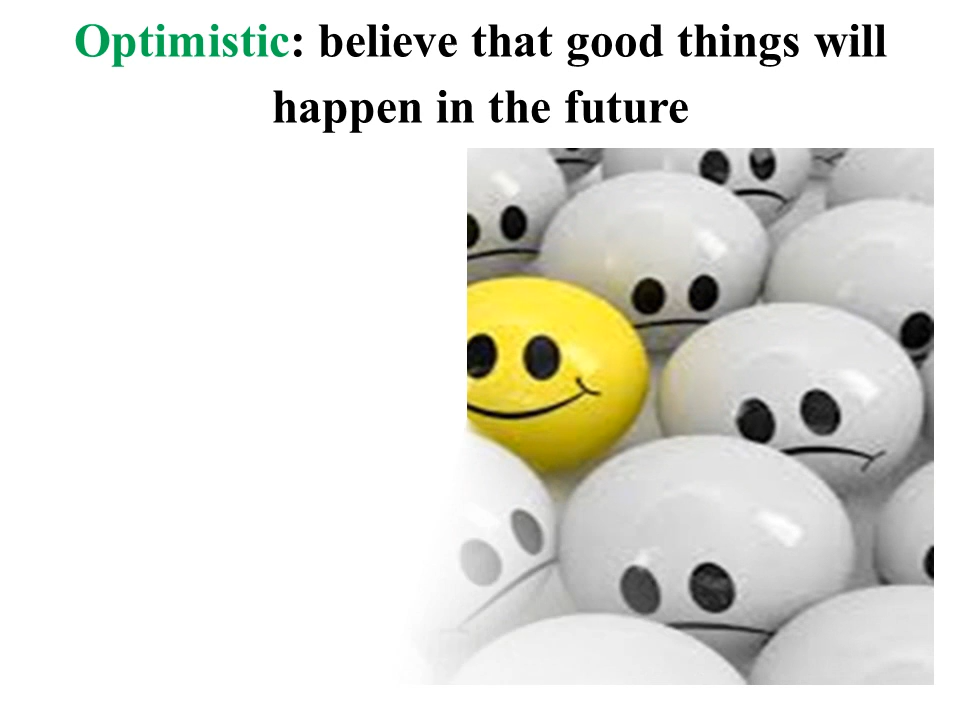 Optimistic: believe that good things will
happen in the future